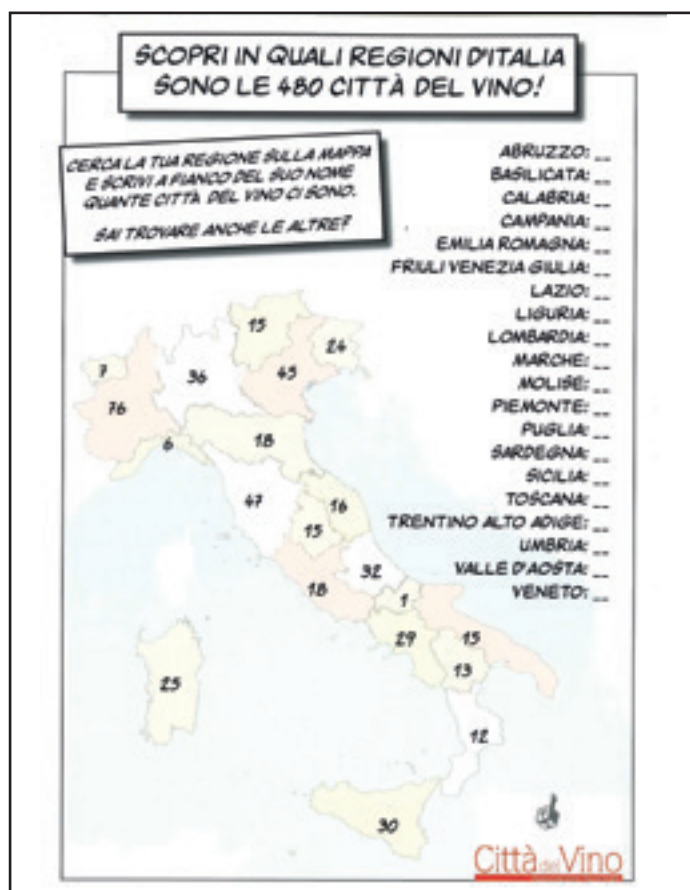 SCOPRI IN QUALI REGIONI D'ITALIA
SONO LE 480 CITTÀ DEL VINO!
CERCA LA TUA REGIONE SULLA MAPPA
E SCRIVI A FIANCO DEL SUO NOME
QUANTE CITTÀ DEL VINO CI SONO.
SAI TROVARE ANCHE LE ALTRE?
ABRUZZO: __
BASILICATA: __
CALABRIA: __
CAMPANIA: __
EMILIA ROMAGNA: __
FRIULI VENEZIA GIULIA: __
LAZIO: __
LIGURIA: __
LOMBARDIA: __
MARCHE: __
MOLISE: __
PIEMONTE: __
PUGLIA: __
SARDEGNA: __
SICILIA: __
TOSCANA: __
TRENTINO ALTO ADIGE: __
UMBRIA: __
VALLE D'AOSTA: __
VENETO: __
15
24
7
36
45
76
6
18
47
16
15
32
18
1
29
15
13
25
12
30
Città del Vino